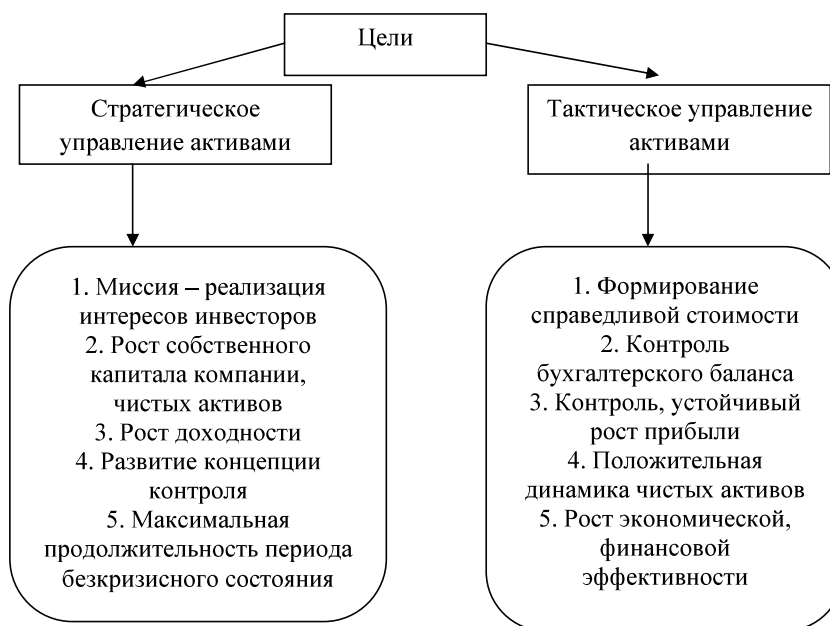 Цели
Стратегическое
управление активами
Тактическое управление
активами
1. Миссия – реализация
интересов инвесторов
2. Рост собственного
капитала компании,
чистых активов
3. Рост доходности
4. Развитие концепции
контроля
5. Максимальная
продолжительность периода
безкризисного состояния
1. Формирование
справедливой стоимости
2. Контроль
бухгалтерского баланса
3. Контроль, устойчивый
рост прибыли
4. Положительная
динамика чистых активов
5. Рост экономической,
финансовой
эффективности